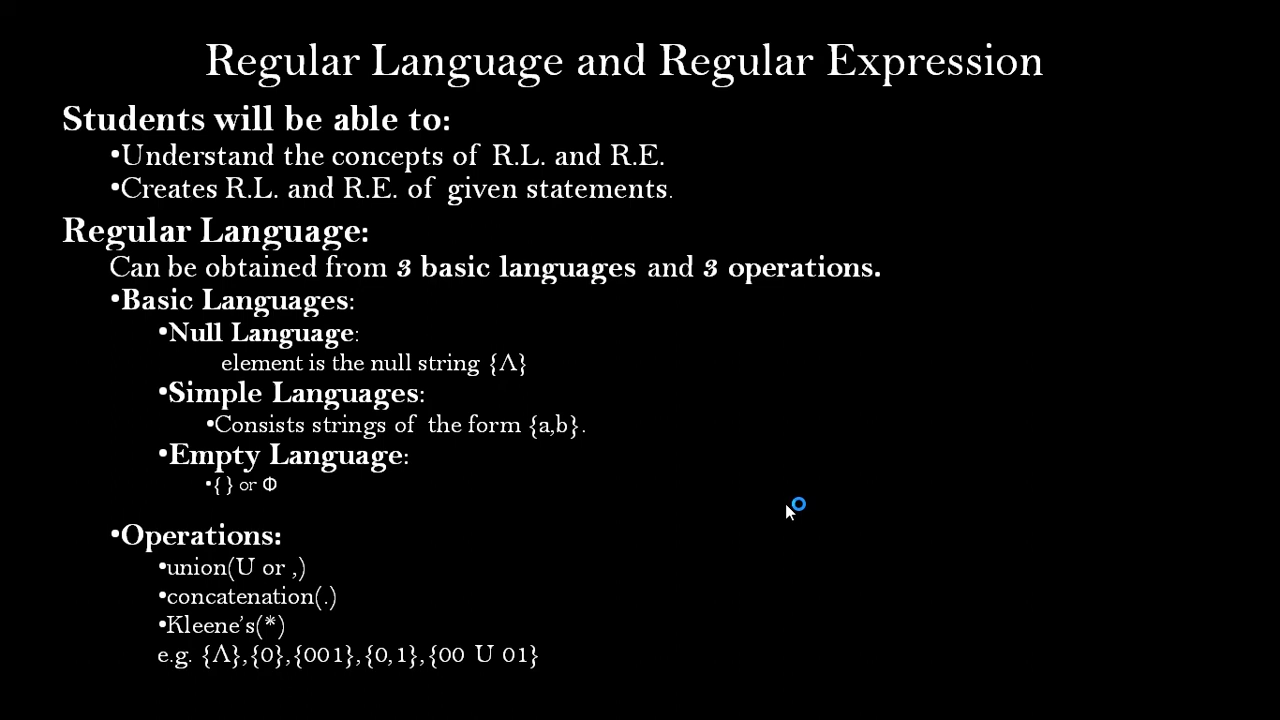 Regular Language and Regular Expression
Students will be able to:
•Understand the concepts of R.L. and R.E.
•Creates R.L. and R.E. of given statements.
Regular Language:
Can be obtained from 3 basic languages and 3 operations.
•Basic Languages:
•Null Language:
element is the null string {Λ}
•Simple Languages:
•Consists strings of the form {a,b}.
•Empty Language:
•{ } or Φ
•Operations:
•union(U or ,)
•concatenation(.)
•Kleene’s(*)
e.g. {Λ},{0},{001},{0,1},{00 U 01}